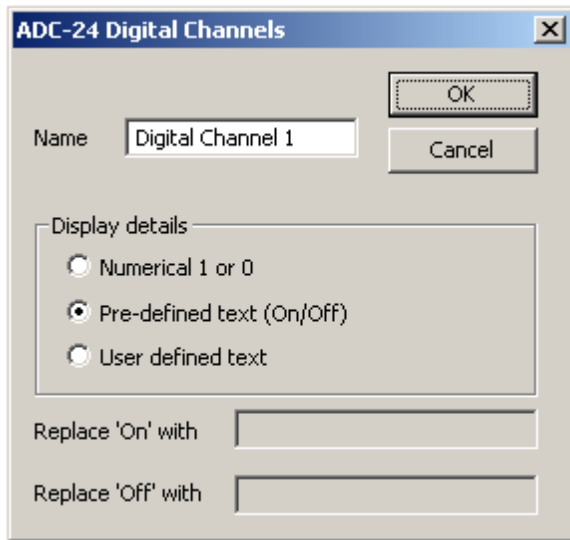 ADC-24 Digital Channels
OK
Name Digital Channel 1
Cancel
Display details
Numerical 1 or 0
Pre-defined text (On/Off)
User defined text
Replace 'On' with
Replace 'Off' with